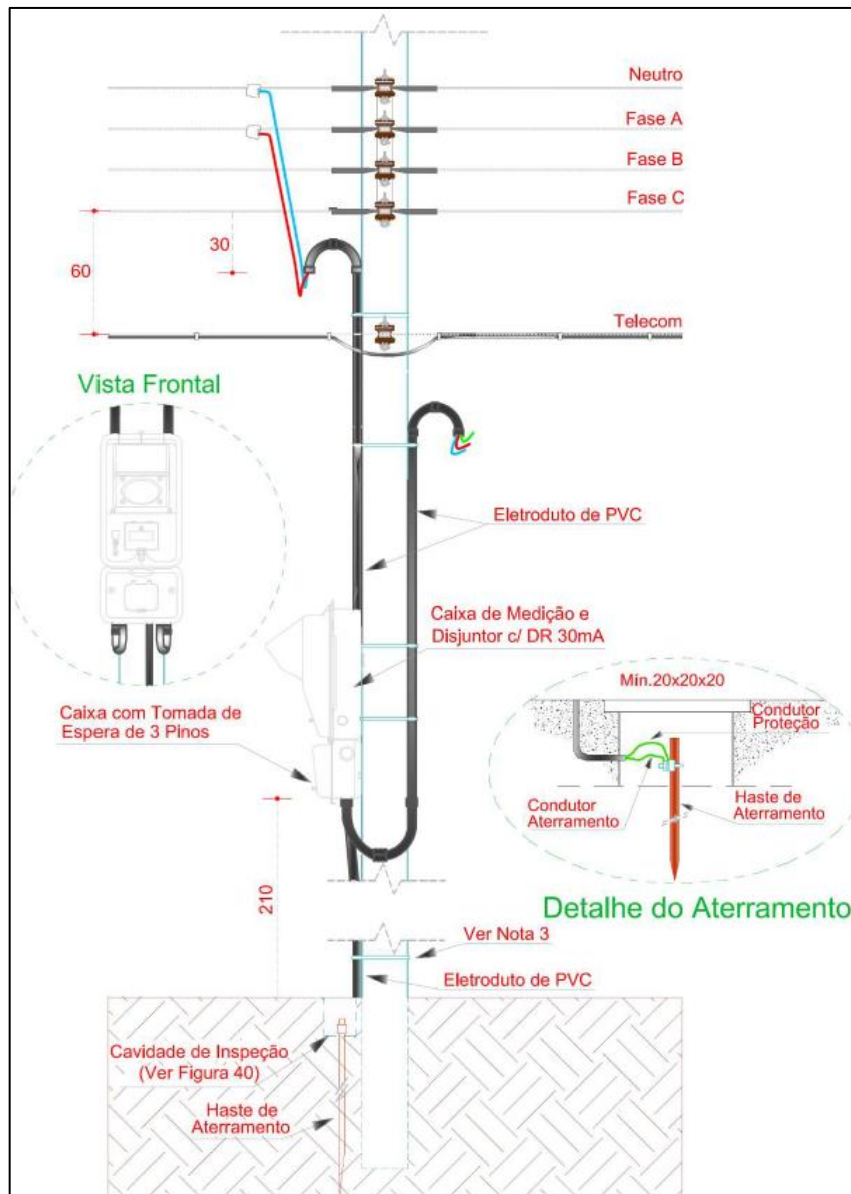 Neutro
Fase A
Fase B
Fase C
30
60
Telecom
Vista Frontal
Eletroduto de PVC
Caixa de Medição e
Disjuntor c/ DR 30mA
Caixa com Tomada de
Espera de 3 Pinos
Mín.20x20x20
Condutor
Proteção
Condutor
Aterramento
Haste de
Aterramento
Detalhe do Aterramento
210
Ver Nota 3
Eletroduto de PVC
Cavidade de Inspeção
(Ver Figura 40)
Haste de
Aterramento